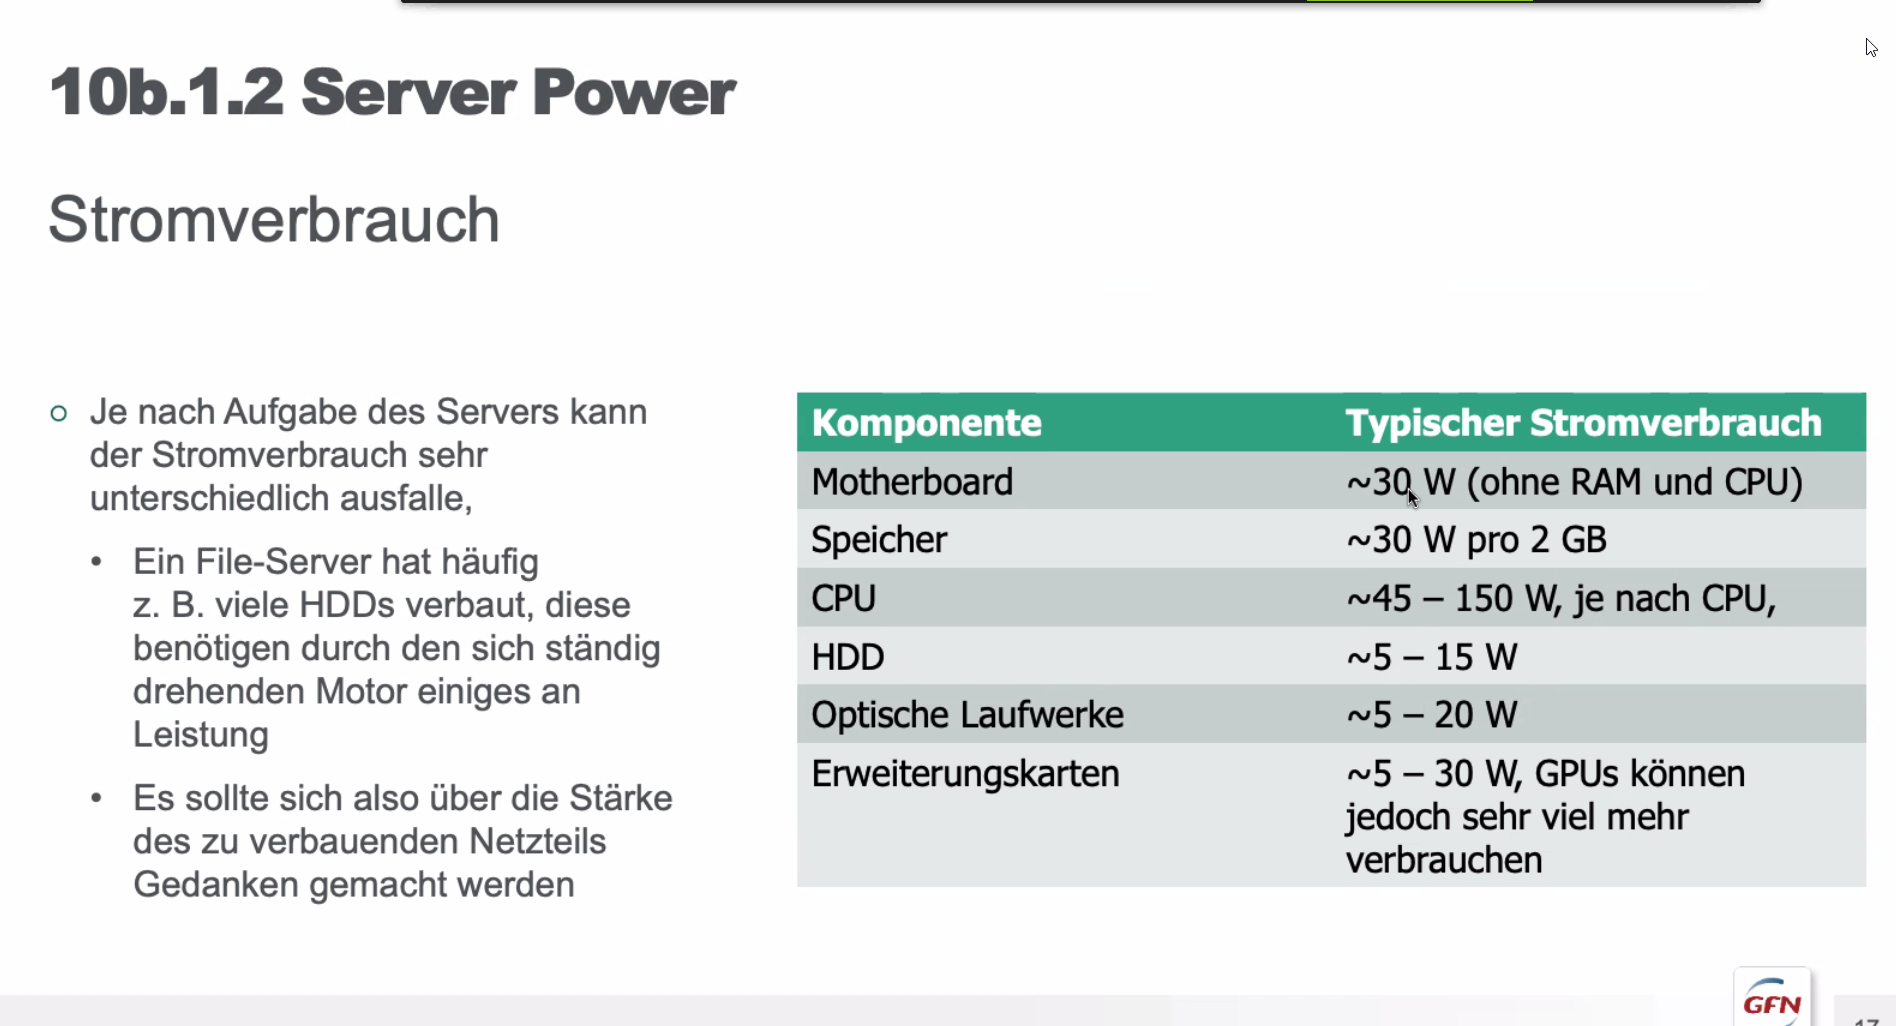 10b.1.2 Server Power
Stromverbrauch
Je nach Aufgabe des Servers kann
der Stromverbrauch sehr
unterschiedlich ausfalle,
• Ein File-Server hat häufig
z. B. viele HDDs verbaut, diese
benötigen durch den sich ständig
drehenden Motor einiges an
Leistung
• Es sollte sich also über die Stärke
des zu verbauenden Netzteils
Gedanken gemacht werden
Komponente Typischer Stromverbrauch
Motherboard ~30 W (ohne RAM und CPU)
Speicher ~30 W pro 2 GB
CPU ~45 – 150 W, je nach CPU,
HDD ~5 – 15 W
Optische Laufwerke ~5 – 20 W
Erweiterungskarten ~5 – 30 W, GPUs können
jedoch sehr viel mehr
verbrauchen
GFN